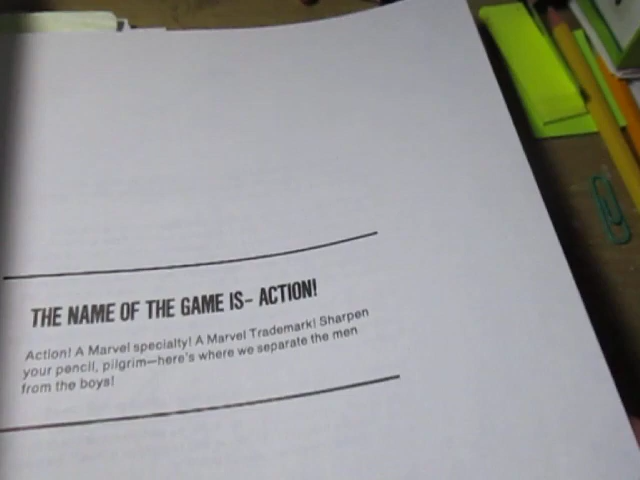 THE NAME OF THE GAME IS– ACTION!
Action! A Marvel specialty! A Marvel Trademark! Sharpen
your pencil, pilgrim—here's where we separate the men
from the boys!